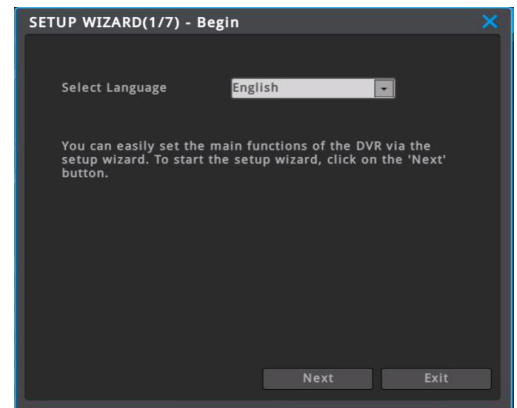 SETUP WIZARD(1/7) - Begin
Select Language English
You can easily set the main functions of the DVR via the
setup wizard. To start the setup wizard, click on the 'Next'
button.
Next Exit